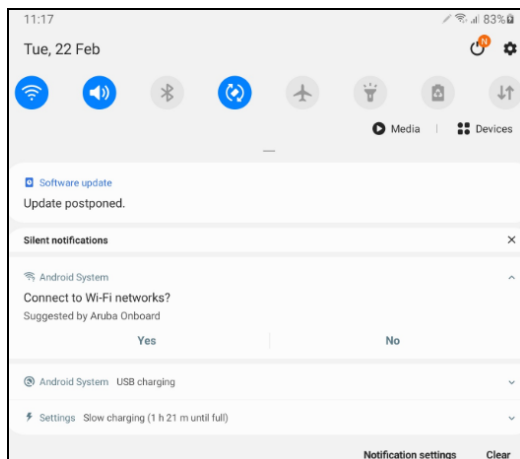 11:17 83%
Tue, 22 Feb N
Media Devices
Software update
Update postponed.
Silent notifications
Android System
Connect to Wi-Fi networks?
Suggested by Aruba Onboard
Yes No
Android System USB charging
Settings Slow charging (1 h 21 m until full)
Notification settings Clear